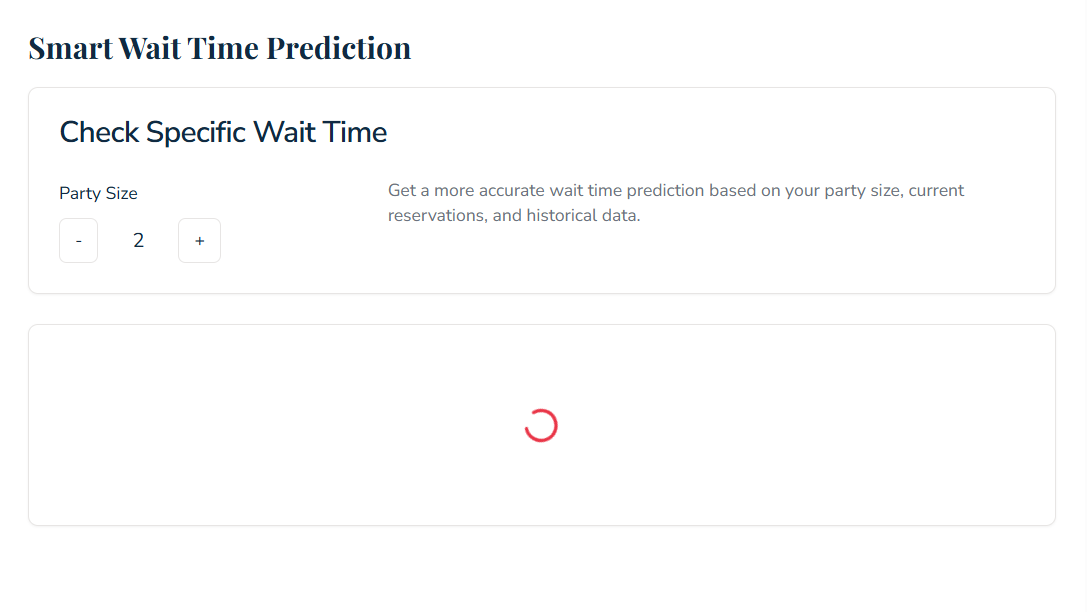 Smart Wait Time Prediction
Check Specific Wait Time
Party Size
Get a more accurate wait time prediction based on your party size, current
reservations, and historical data.
- 2 +